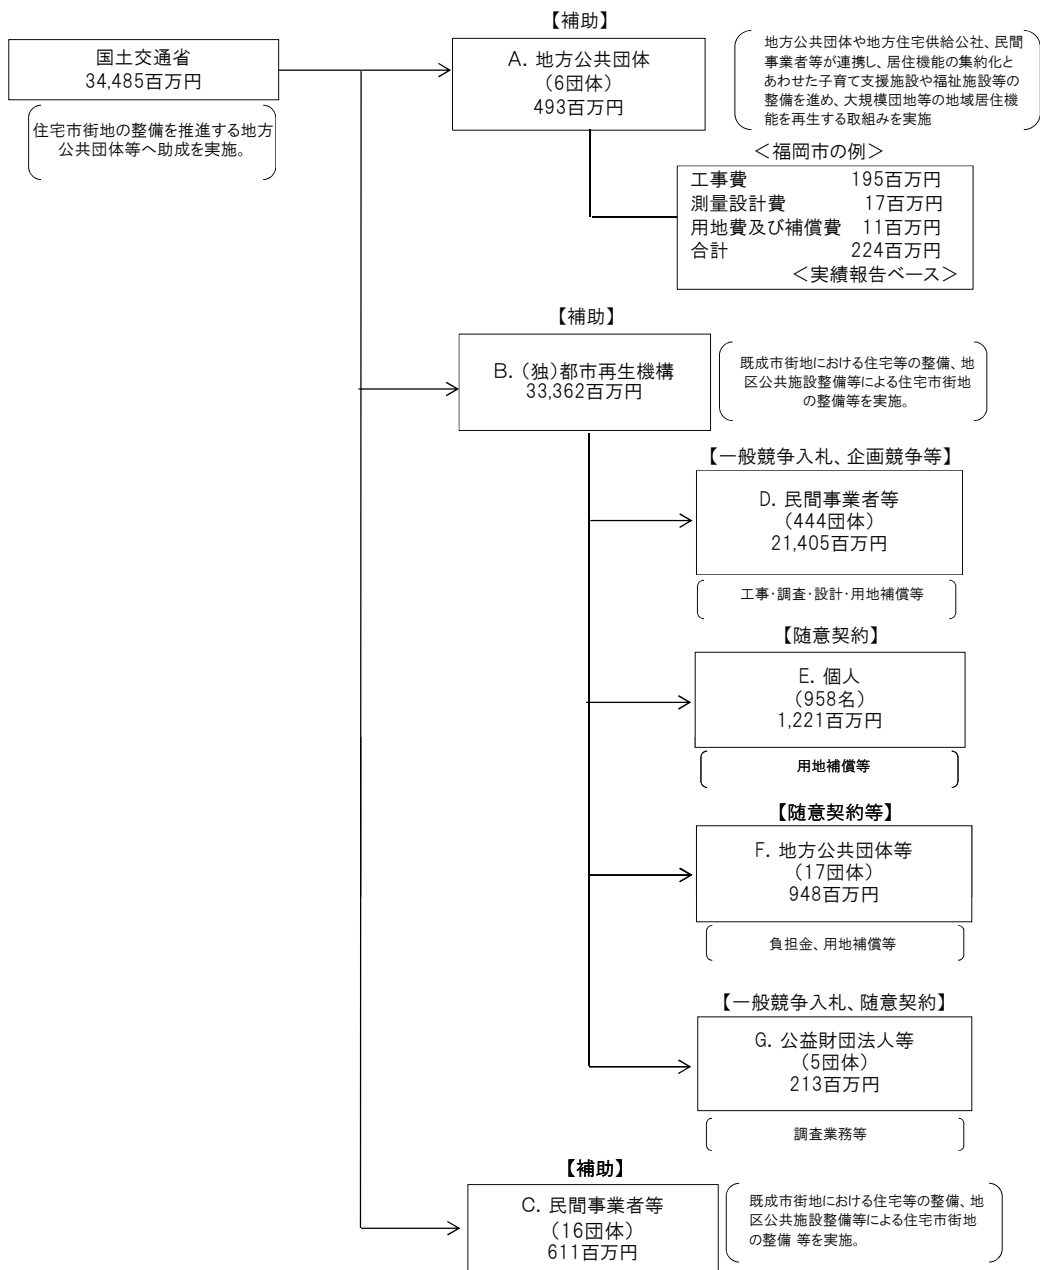 国土交通省
34,485百万円
住宅市街地の整備を推進する地方
公共団体等へ助成を実施。
【補助】
A. 地方公共団体
(6団体)
493百万円
地方公共団体や地方住宅供給公社、民間
事業者等が連携し、居住機能の集約化と
あわせた子育て支援施設や福祉施設等の
整備を進め、大規模団地等の地域居住機
能を再生する取組みを実施
<福岡市の例>
工事費 195百万円
測量設計費 17百万円
用地費及び補償費 11百万円
合計 224百万円
<実績報告ベース>
【補助】
B. (独)都市再生機構
33,362百万円
既成市街地における住宅等の整備、地
区公共施設整備等による住宅市街地
の整備等を実施。
【一般競争入札、企画競争等】
D. 民間事業者等
(444団体)
21,405百万円
工事・調査・設計・用地補償等
【随意契約】
E. 個人
(958名)
1,221百万円
用地補償等
【随意契約等】
F. 地方公共団体等
(17団体)
948百万円
負担金、用地補償等
【一般競争入札、随意契約】
G. 公益財団法人等
(5団体)
213百万円
調査業務等
【補助】
C. 民間事業者等
(16団体)
611百万円
既成市街地における住宅等の整備、地
区公共施設整備等による住宅市街地
の整備 等を実施。